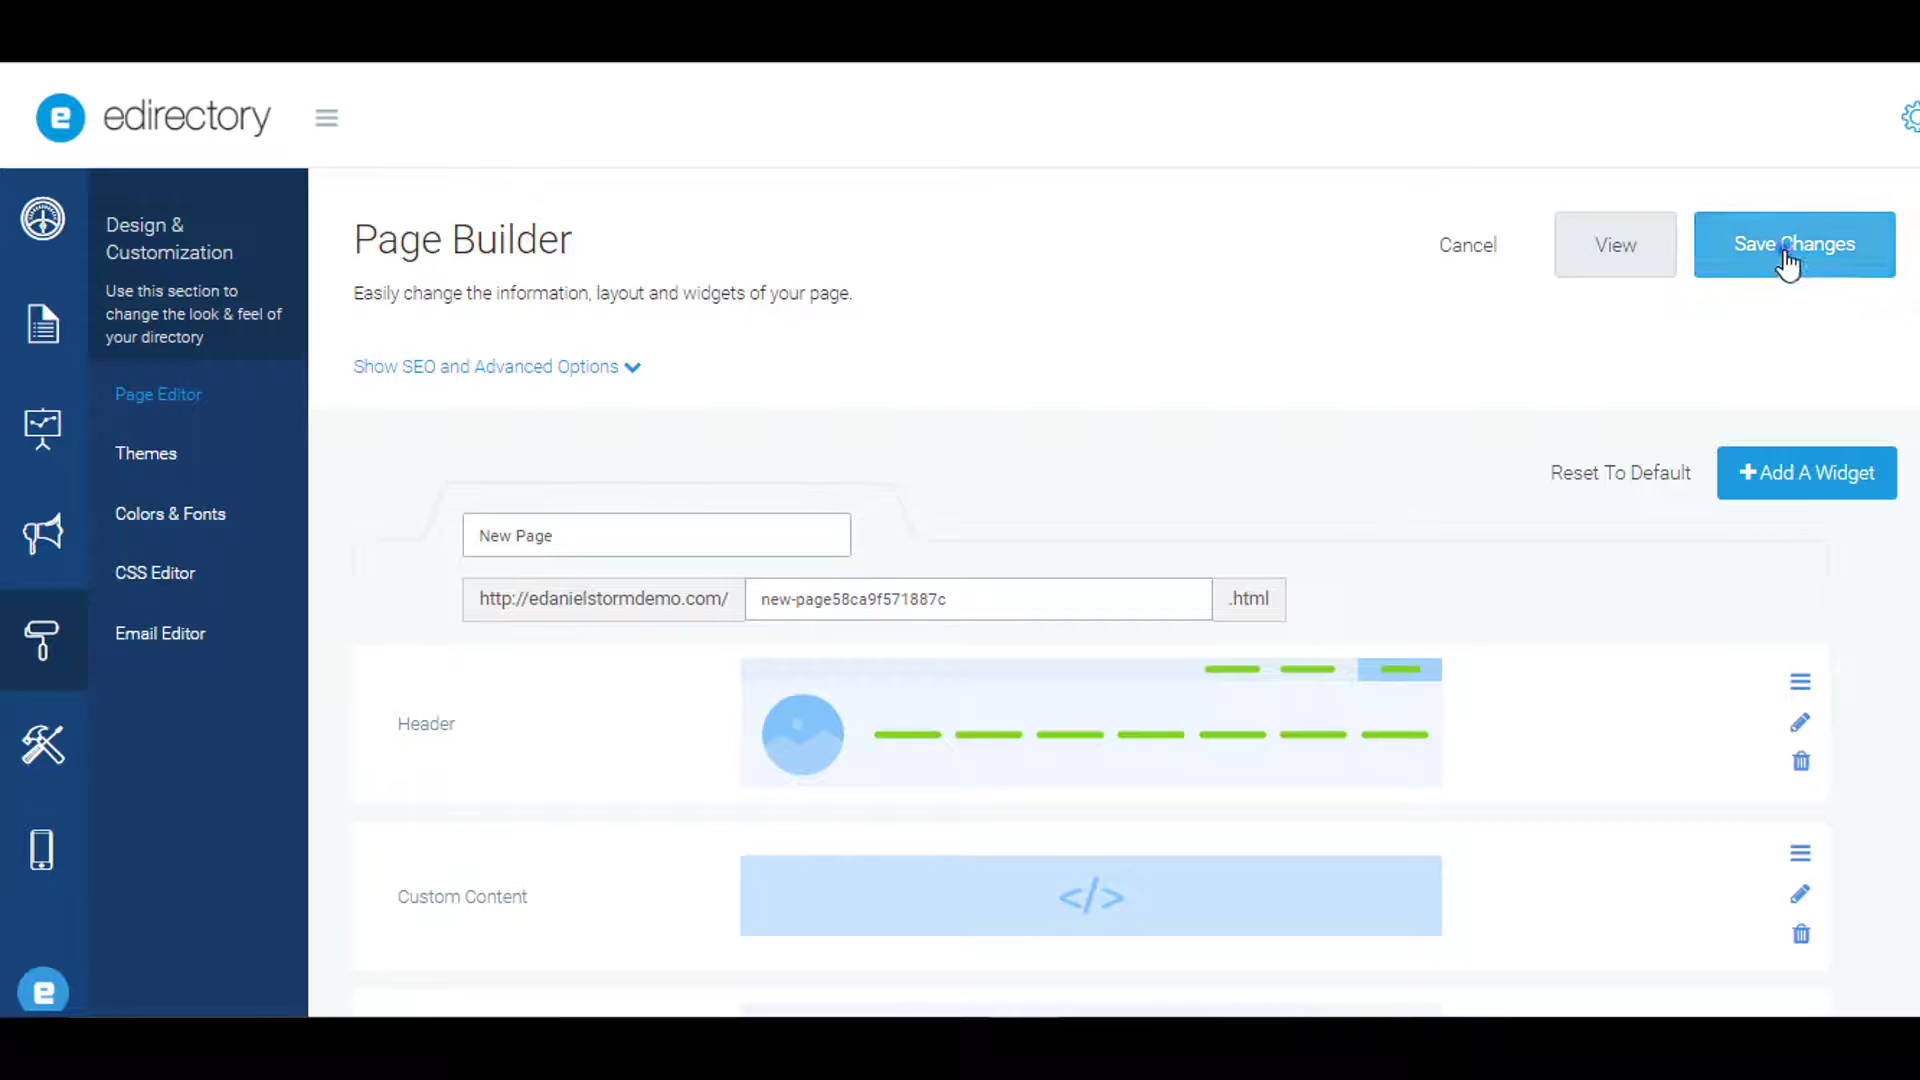 edirectory
Design &
Customization
Use this section to
change the look & feel of
your directory
Page Editor
Themes
Colors & Fonts
CSS Editor
Email Editor
Page Builder
Easily change the information, layout and widgets of your page.
Cancel
View
Save Changes
Show SEO and Advanced Options
Reset To Default
Add A Widget
New Page
http://edanielstormdemo.com/ new-page58ca9f571887c .html
Header
Custom Content
</>